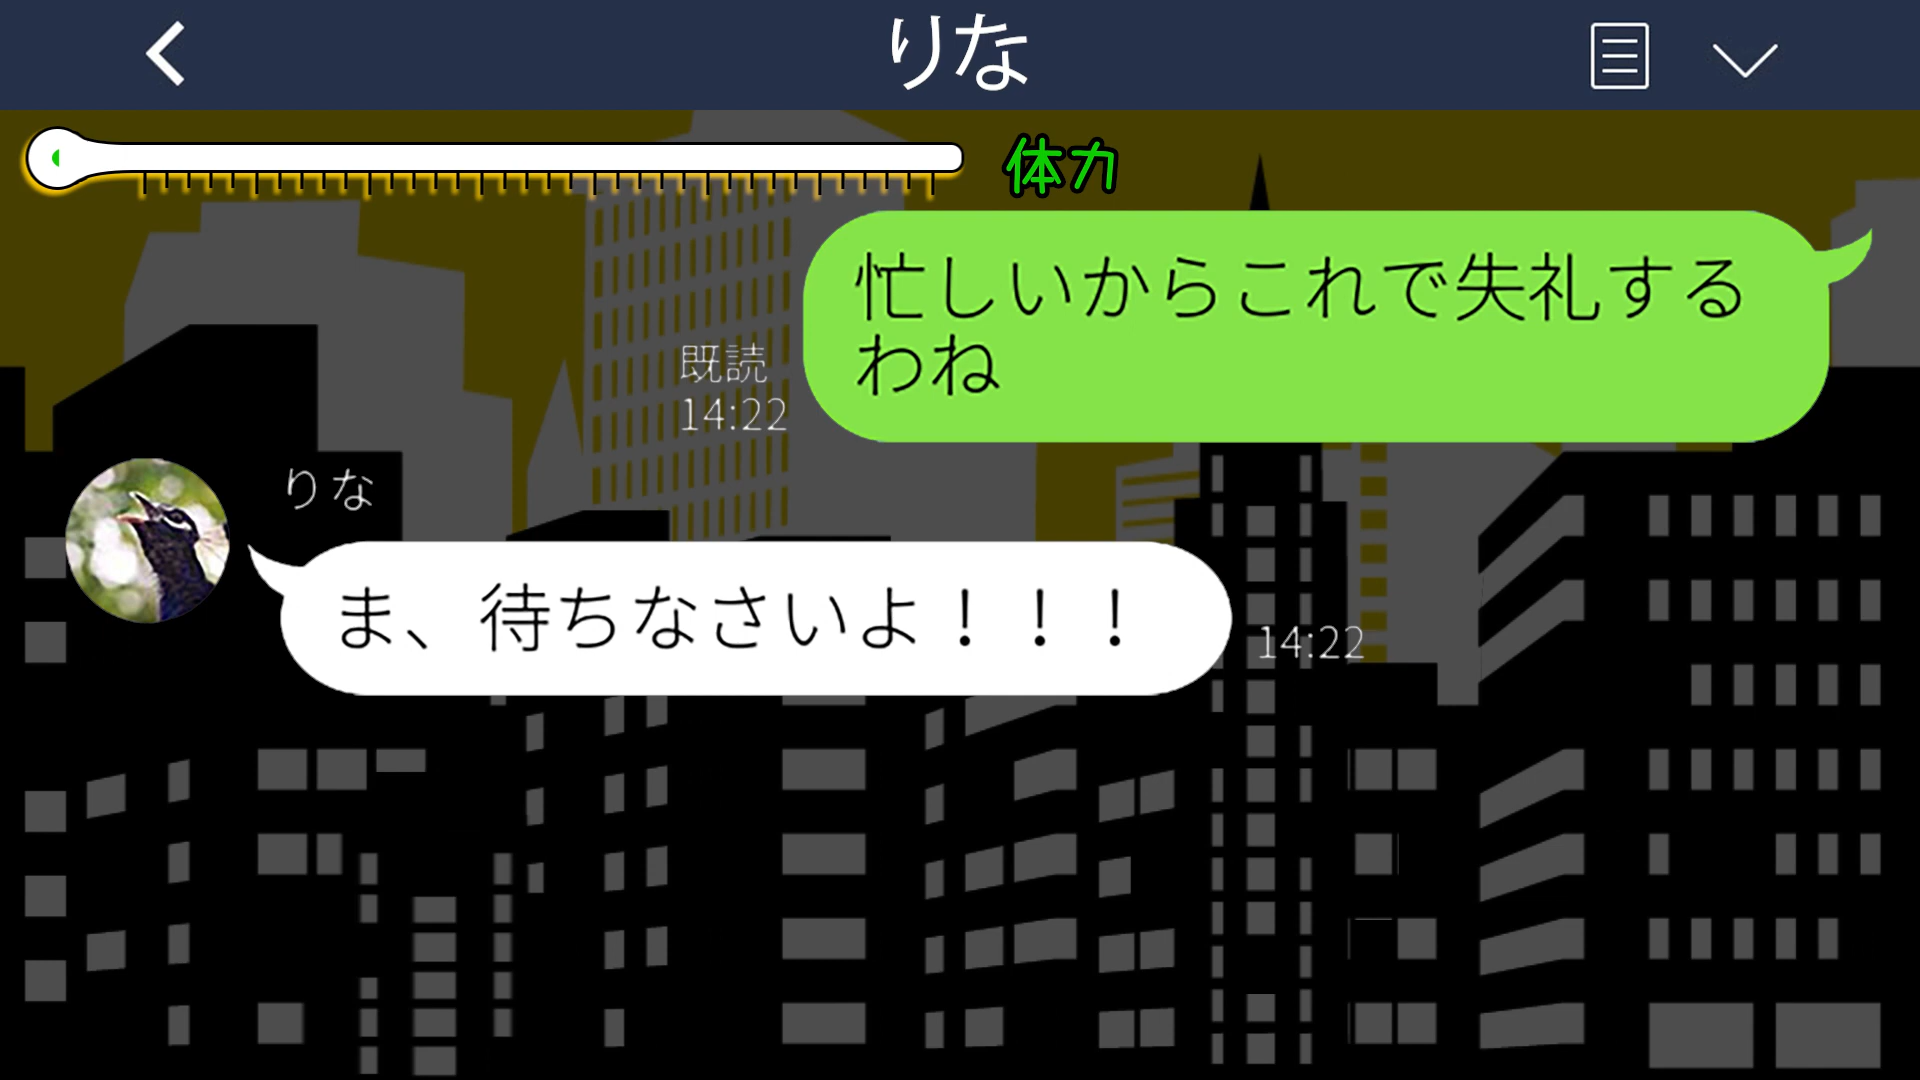 りな
体力
忙しいからこれで失礼する
わね
既読
14:22
りな
ま、待ちなさいよ！！！
14:22